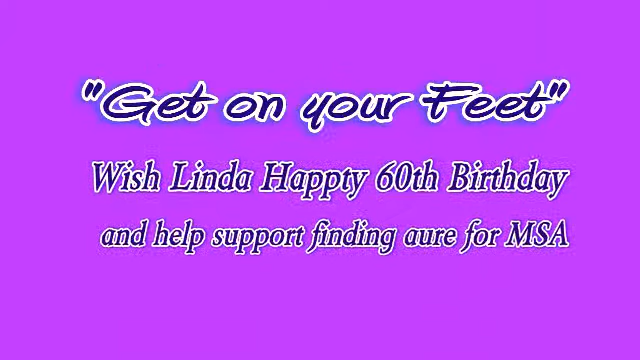 "Get on your Feet"
Wish Linda Happty 60th Birthday
and help support finding aure for MSA